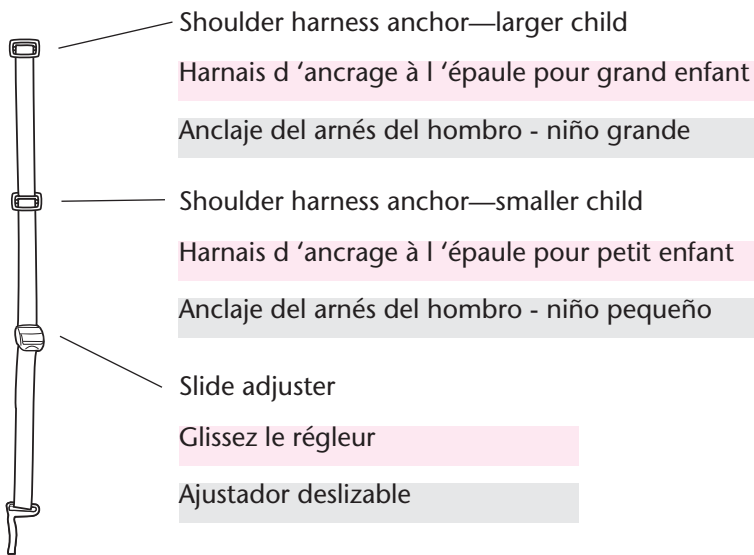 Shoulder harness anchor—larger child
Harnais d ‘ancrage à l ‘épaule pour grand enfant
Anclaje del arnés del hombro - niño grande
Shoulder harness anchor—smaller child
Harnais d ‘ancrage à l ‘épaule pour petit enfant
Anclaje del arnés del hombro - niño pequeño
Slide adjuster
Glissez le régleur
Ajustador deslizable